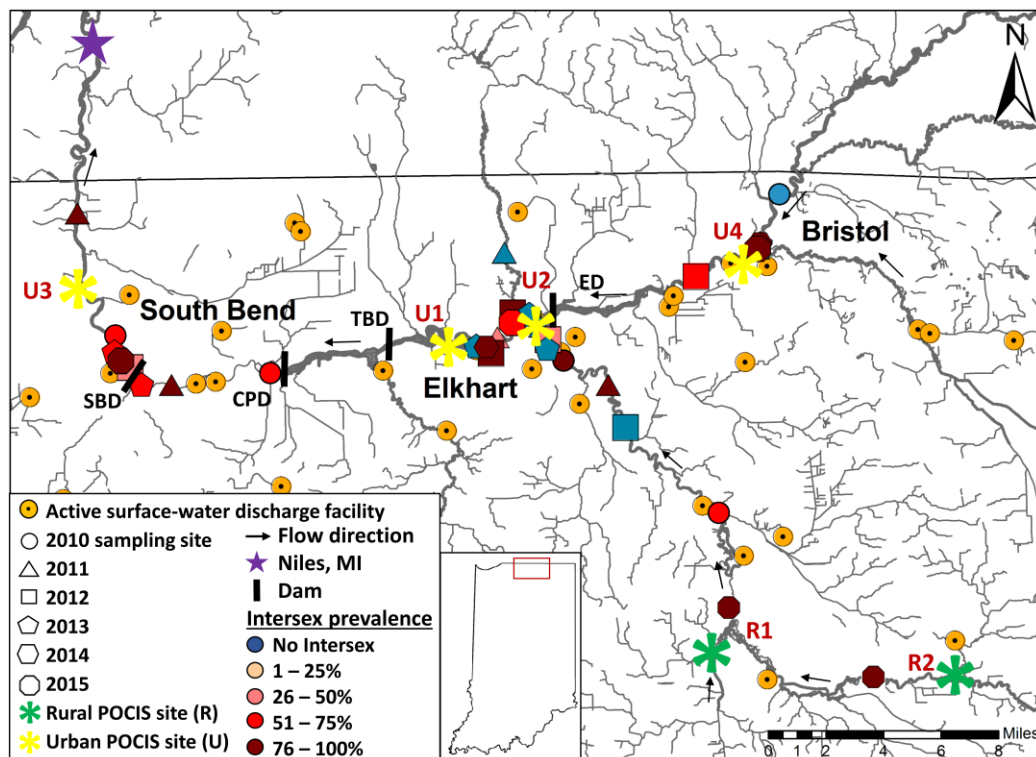 N
U4
Bristol
U3
U2
ED
South Bend
TBD
U1
Elkhart
SBD
CPD
R1
R2
Active surface-water discharge facility
2010 sampling site
2011
2012
2013
2014
2015
Rural POCIS site (R)
Urban POCIS site (U)
Flow direction
Niles, MI
Dam
Intersex prevalence
No Intersex
1 – 25%
26 – 50%
51 – 75%
76 – 100%
Miles
0 1 2 4 6 8